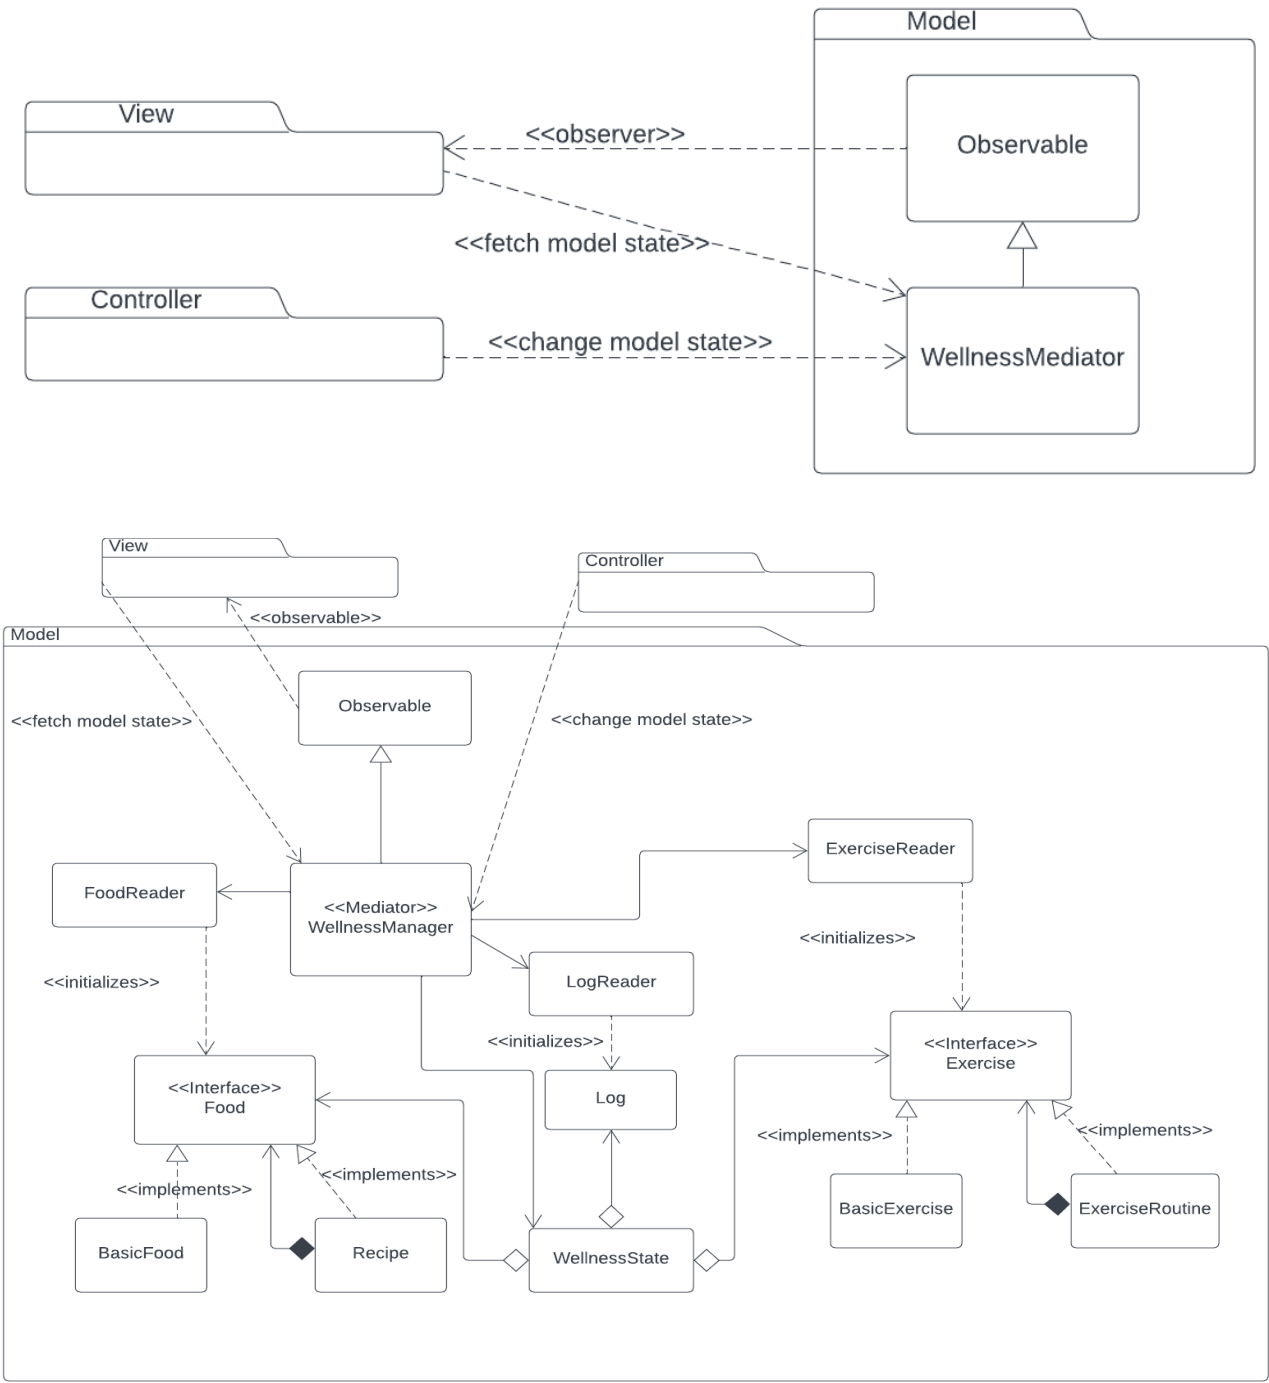 Model
View
<<observer>>
Observable
<<fetch model state>>
Controller
<<change model state>>
WellnessMediator
View
Controller
<<observable>>
Model
Observable
<<fetch model state>>
<<change model state>>
ExerciseReader
FoodReader
<<Mediator>>
WellnessManager
<<initializes>>
LogReader
<<initializes>>
<<initializes>>
<<Interface>>
Exercise
<<Interface>>
Food
Log
<<implements>>
<<implements>>
<<implements>>
<<implements>>
BasicExercise
ExerciseRoutine
BasicFood
Recipe
WellnessState